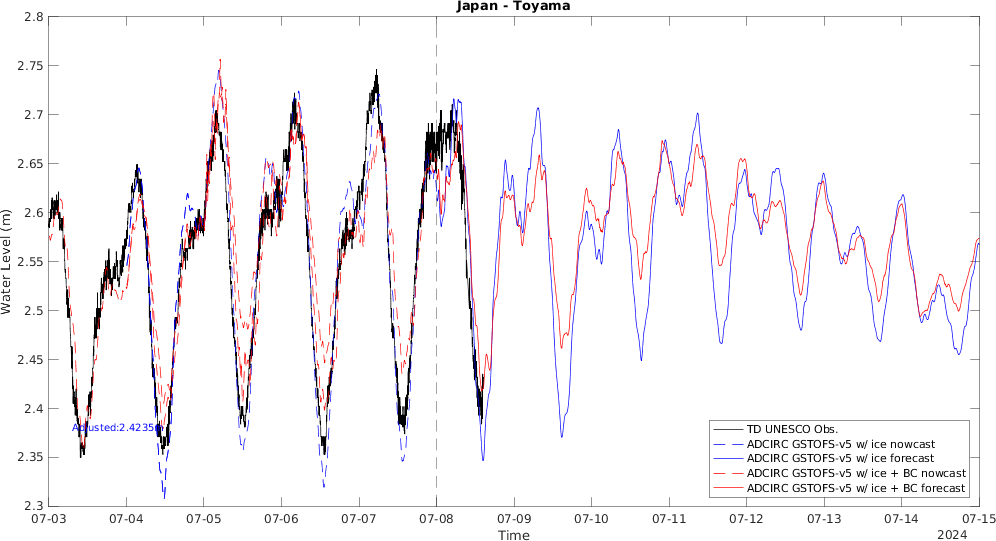 Japan - Toyama
2.8
2.75
2.7
2.65
2.6
2.55
2.5
2.45
2.4
2.35
2.3
Water Level (m)
Adjusted:2.4235
07-03 07-04 07-05 07-06 07-07 07-08 07-09 07-10 07-11 07-12 07-13 07-14 07-15
Time
2024
TD UNESCO Obs.
ADCIRC GSTOFS-v5 w/ ice nowcast
ADCIRC GSTOFS-v5 w/ ice forecast
ADCIRC GSTOFS-v5 w/ ice + BC nowcast
ADCIRC GSTOFS-v5 w/ ice + BC forecast